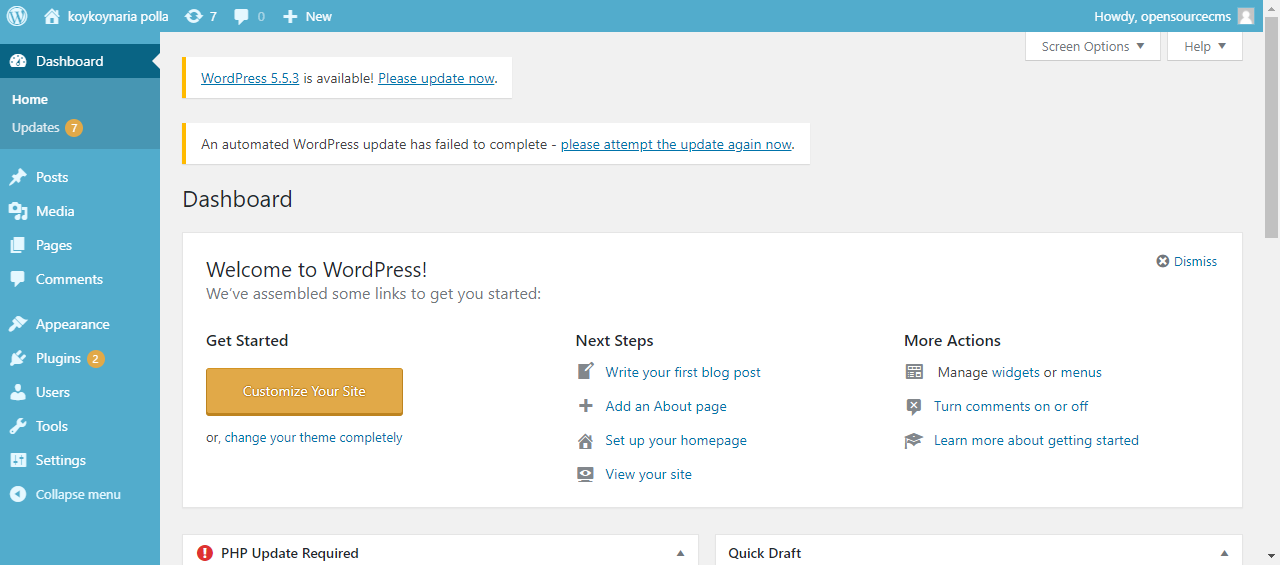 koykoynaria polla 7 0 New Howdy, opensourcecms
Screen Options Help
Dashboard
Home
Updates 7
Posts
Media
Pages
Comments
Appearance
Plugins 2
Users
Tools
Settings
Collapse menu
WordPress 5.5.3 is available! Please update now.
An automated WordPress update has failed to complete - please attempt the update again now.
Dashboard
Welcome to WordPress!
Dismiss
We've assembled some links to get you started:
Get Started
Customize Your Site
or, change your theme completely
Next Steps
Write your first blog post
Add an About page
Set up your homepage
View your site
More Actions
Manage widgets or menus
Turn comments on or off
Learn more about getting started
PHP Update Required
Quick Draft